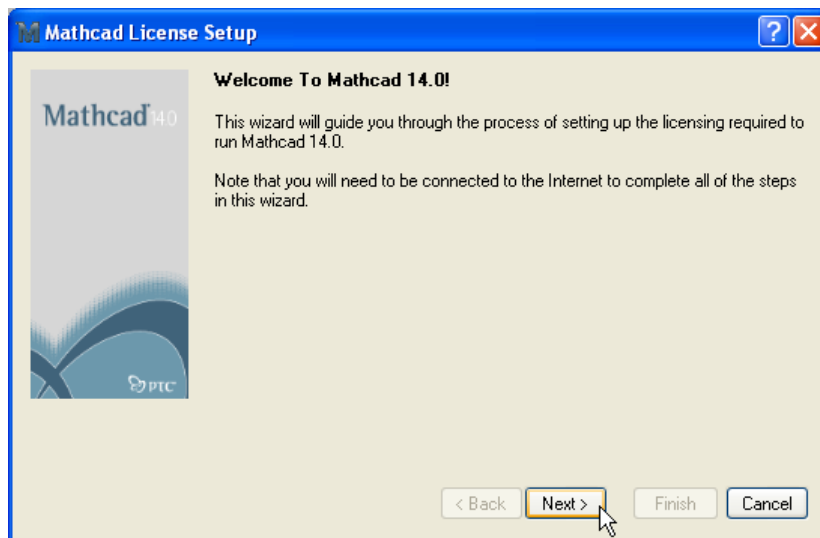 Mathcad License Setup
Welcome To Mathcad 14.0!
Mathcad 14.0
This wizard will guide you through the process of setting up the licensing required to
run Mathcad 14.0.
Note that you will need to be connected to the Internet to complete all of the steps
in this wizard.
PTC
< Back Next > Finish Cancel